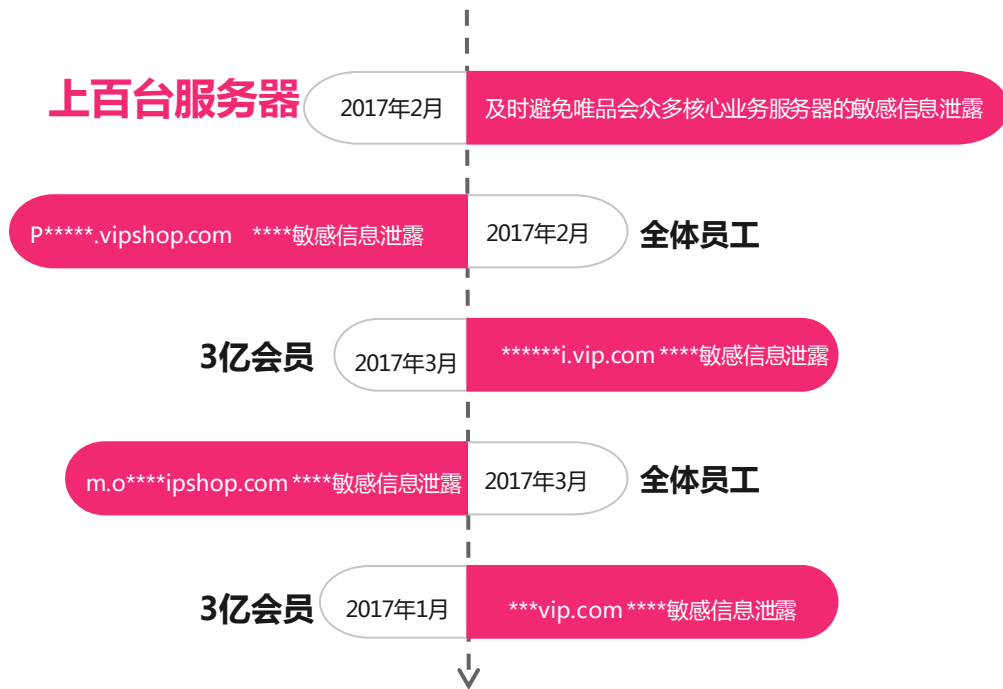 上百台服务器 2017年2月 及时避免唯品会众多核心业务服务器的敏感信息泄露
P*****.vipshop.com ****敏感信息泄露 2017年2月 全体员工
3亿会员 2017年3月 ******i.vip.com ****敏感信息泄露
m.o****ipshop.com ****敏感信息泄露 2017年3月 全体员工
3亿会员 2017年1月 ***vip.com ****敏感信息泄露